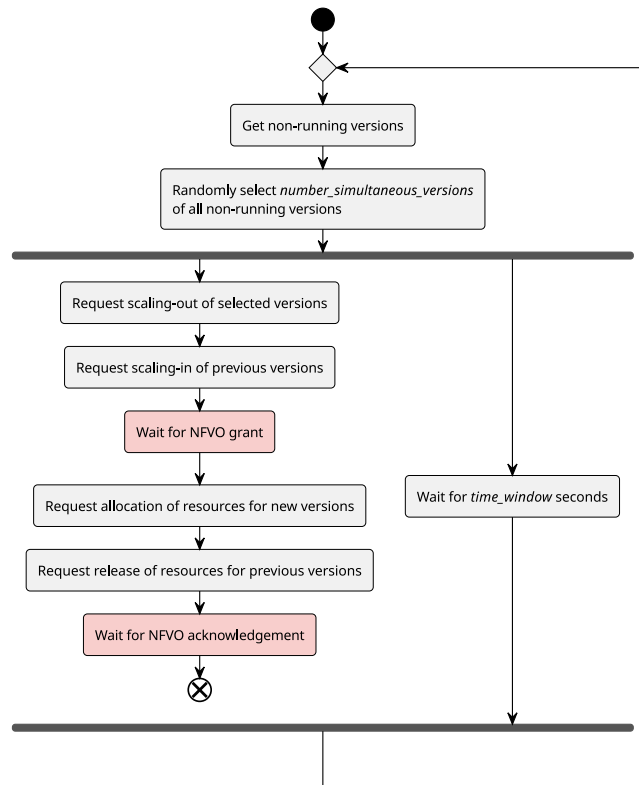 Get non-running versions
Randomly select number_simultaneous_versions
of all non-running versions
Request scaling-out of selected versions
Request scaling-in of previous versions
Wait for NFVO grant
Request allocation of resources for new versions
Wait for time_window seconds
Request release of resources for previous versions
Wait for NFVO acknowledgement